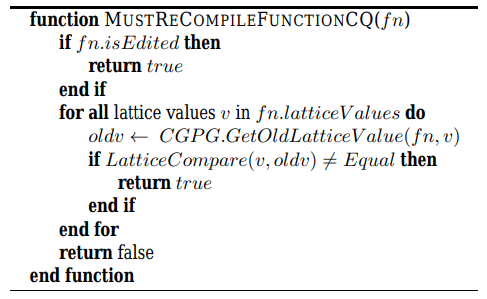 function MUSTRECOMPILEFUNCTIONCQ(fn)
if fn.isEdited then
return true
end if
for all lattice values v in fn.latticeValues do
oldv ← CGPG.GetOldLatticeValue(fn, v)
if LatticeCompare(v, oldv) ≠ Equal then
return true
end if
end for
return false
end function